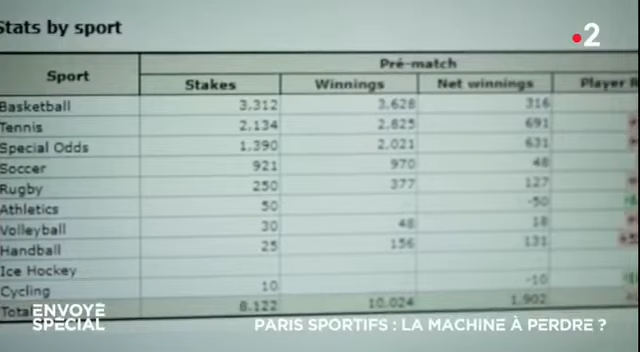 Stats by sport
2
Sport Pré-match
Stakes Winnings Net winnings Player
Basketball 3.312 3.628 316
Tennis 2.134 2.825 691
Special Odds 1.390 2.021 631
Soccer 921 970 48
Rugby 250 377 127
Athletics 50 -50
Volleyball 30 48 18
Handball 25 156 131
Ice Hockey
Cycling 10 -10
Total 8.122 10.024 1.902
ENVOYÉ
SPÉCIAL
PARIS SPORTIFS : LA MACHINE À PERDRE ?